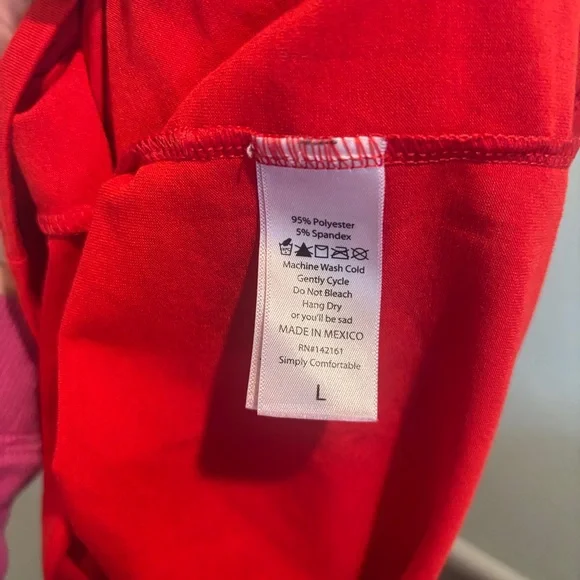 95% Polyester
5% Spandex
Machine Wash Cold
Gently Cycle
Do Not Bleach
Hang Dry
or you'll be sad
MADE IN MEXICO
RN#142161
Simply Comfortable
L